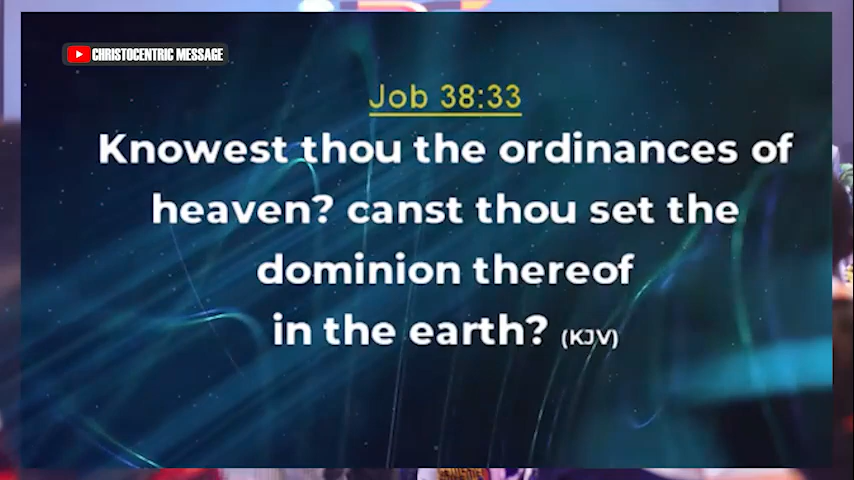 CHRISTOCENTRIC MESSAGE
Job 38:33
Knowest thou the ordinances of
heaven? canst thou set the
dominion thereof
in the earth? (KJV)